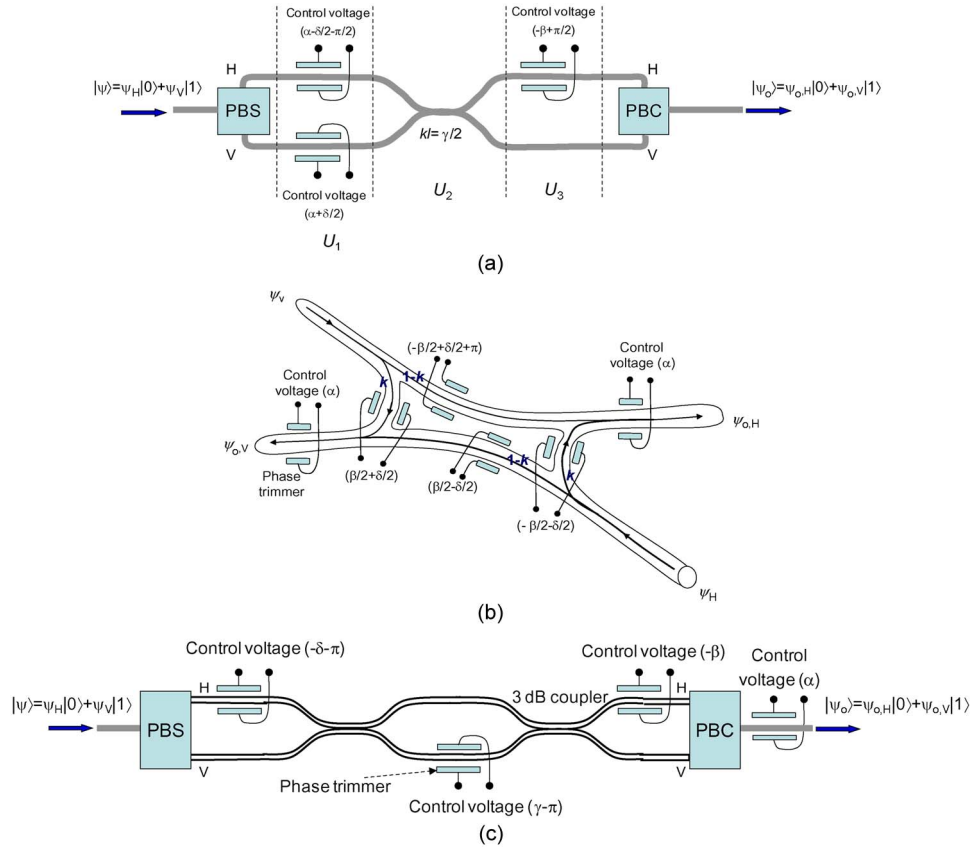 Control voltage
(α-δ/2-π/2)
Control voltage
(-β+π/2)
|ψ⟩=ψH|0⟩+ψV|1⟩
H
PBS
V
kl= γ/2
H
PBC
V
|ψo⟩=ψo,H|0⟩+ψo,V|1⟩
Control voltage
(α+δ/2)
U1
U2
U3
(a)
ψv
(-β/2+δ/2+π)
Control
voltage (α)
Control
voltage (α)
k
1-k
ψo,H
ψo,V
Phase
trimmer
(β/2+δ/2)
(β/2-δ/2)
1-k
k
(- β/2-δ/2)
ψH
(b)
Control voltage (-δ-π)
Control voltage (-β)
Control
voltage (α)
|ψ⟩=ψH|0⟩+ψV|1⟩
PBS
H
V
3 dB coupler
H
PBC
V
|ψo⟩=ψo,H|0⟩+ψo,V|1⟩
Phase trimmer
Control voltage (γ-π)
(c)